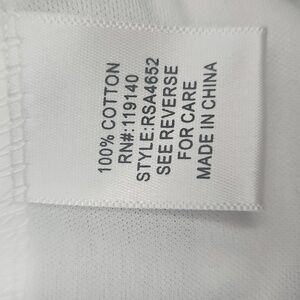 100% COTTON
RN#:119140
STYLE:RSA4652
SEE REVERSE
FOR CARE
MADE IN CHINA